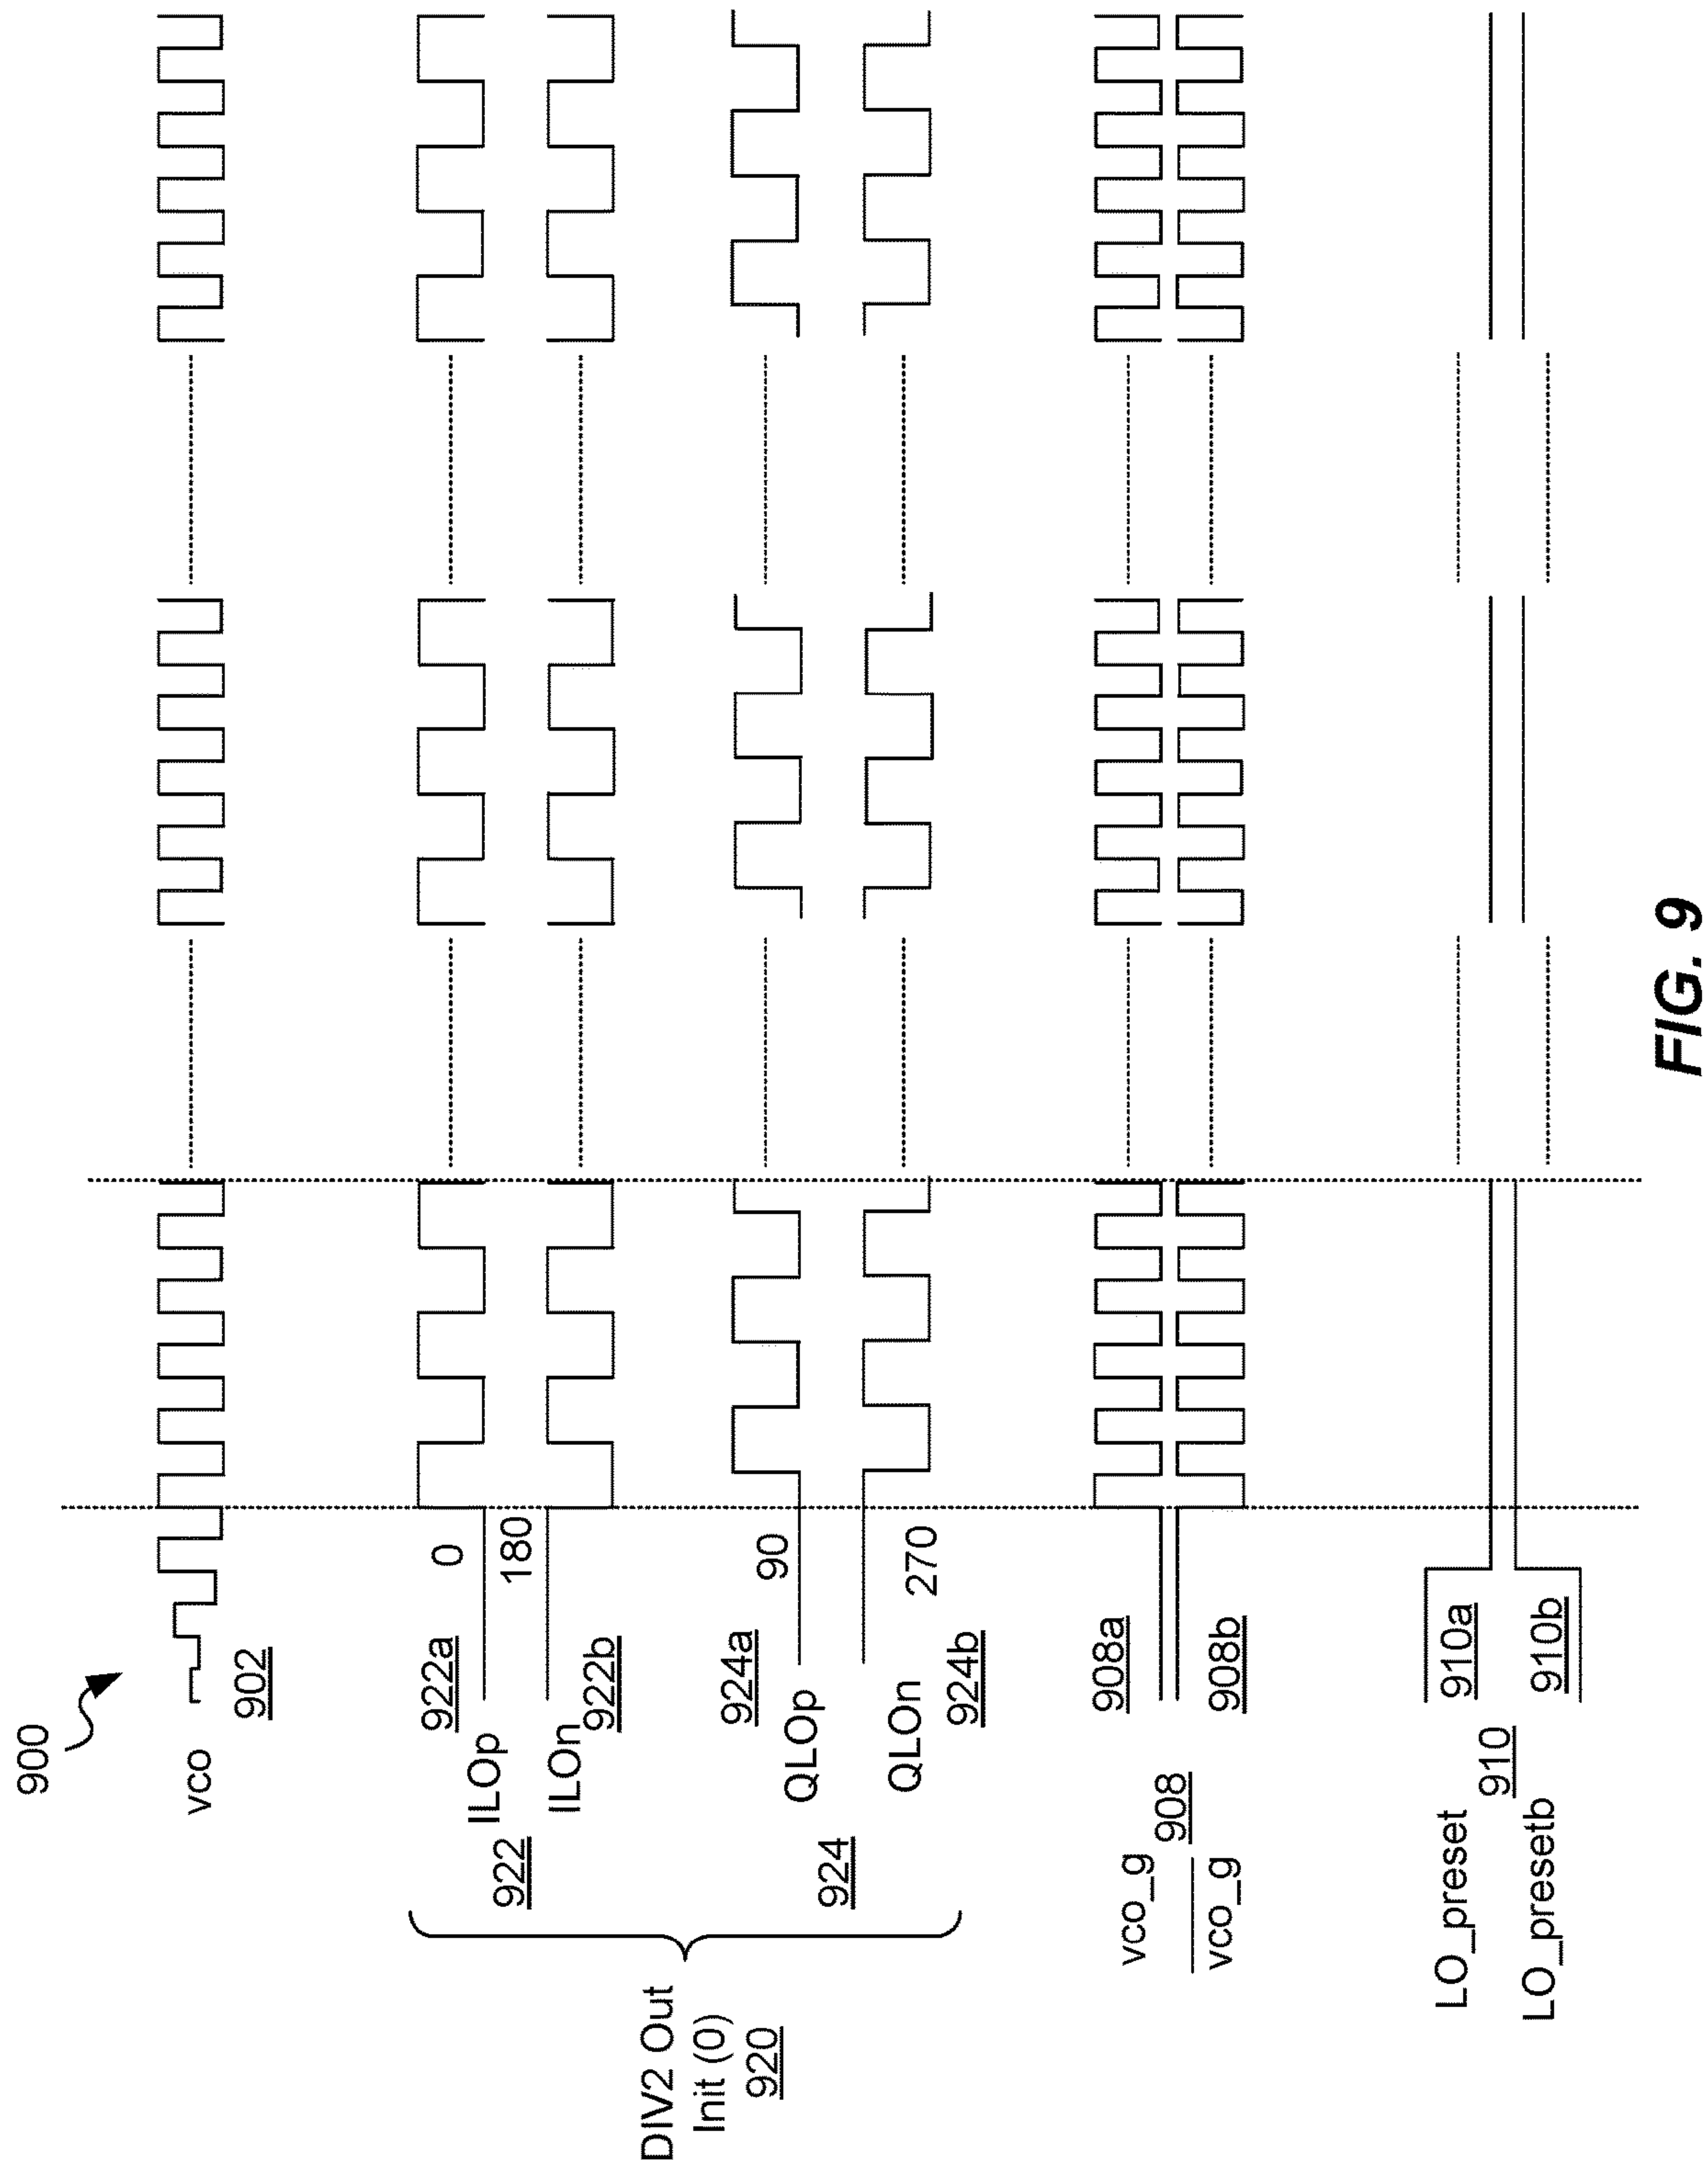 900
vco
902
DIV2 Out
Init (0)
920
922
ILOp
922a
0
180
ILOn
922b
924
QLOp
924a
90
QLOn
924b
270
vco_g
908
vco_g
908a
908b
LO_preset
910
LO_presetb
910a
910b
FIG. 9